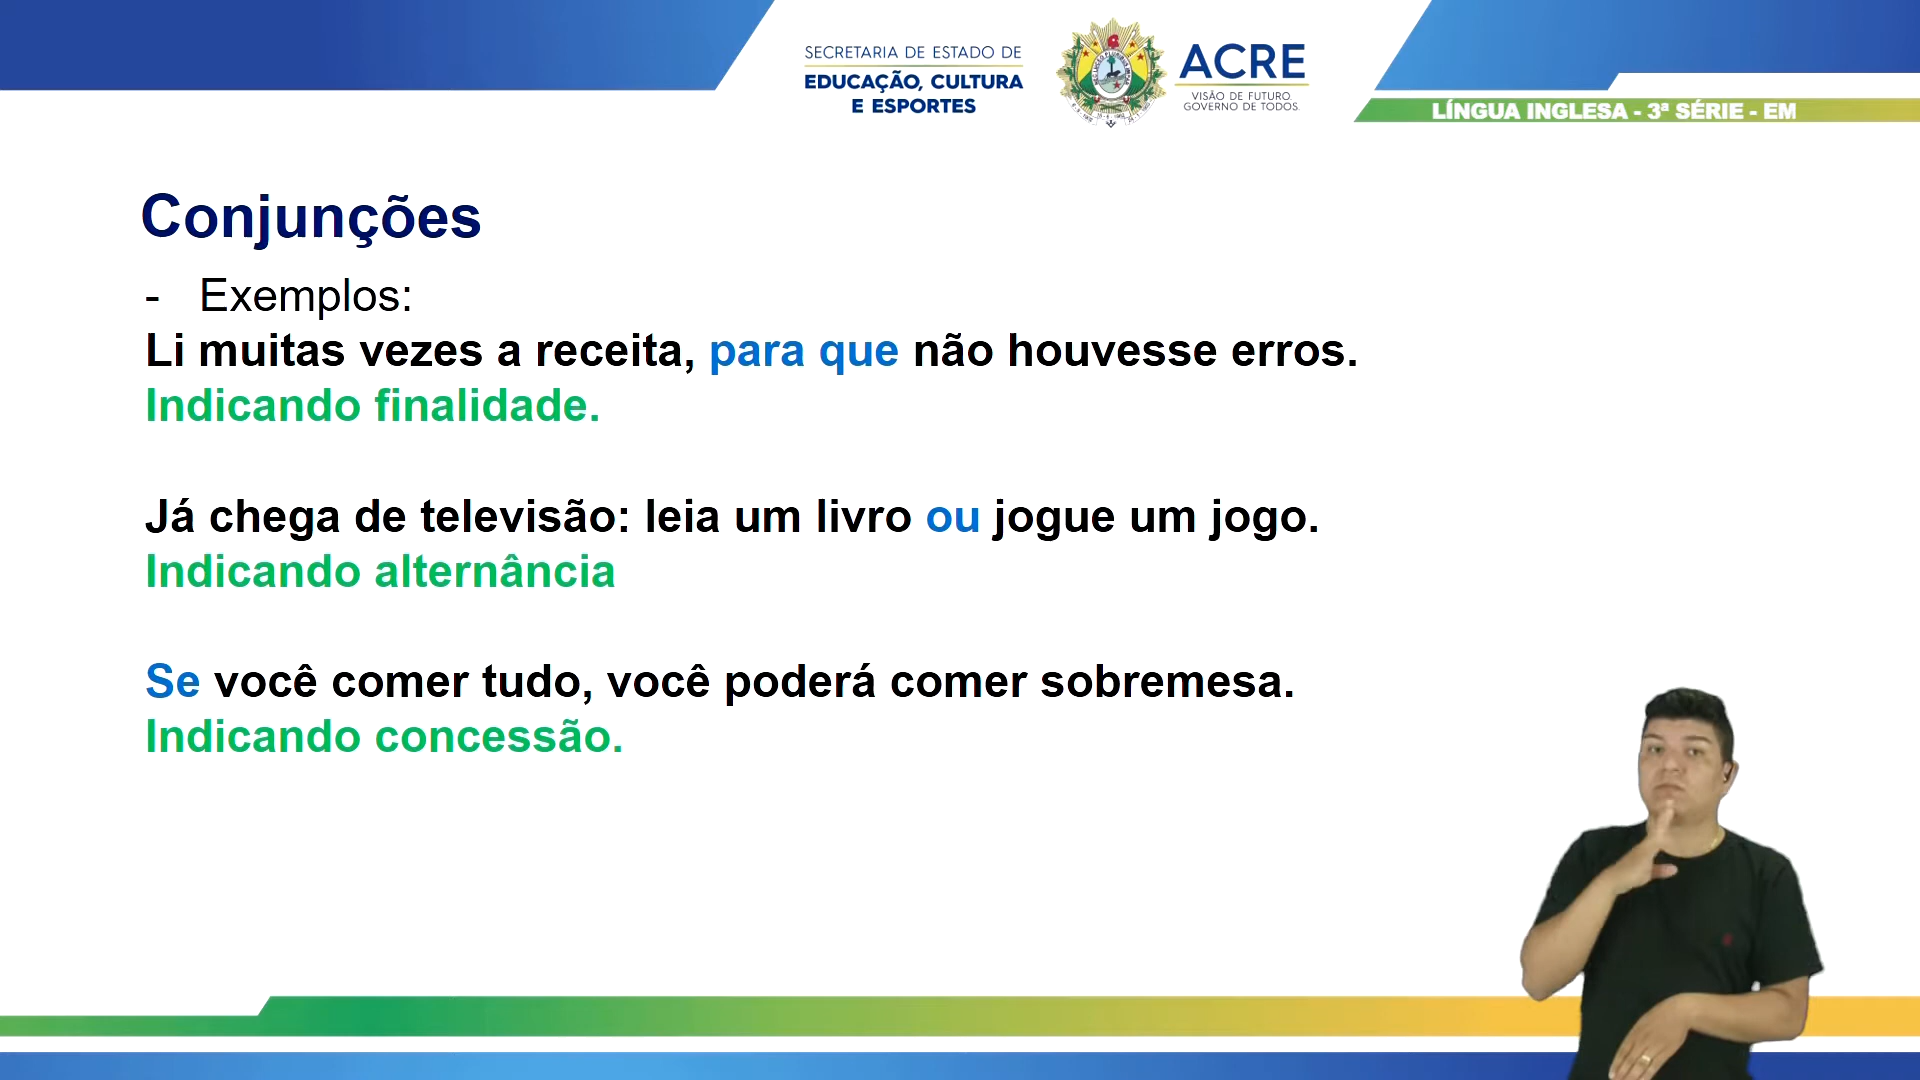 SECRETARIA DE ESTADO DE
EDUCAÇÃO, CULTURA
E ESPORTES
ACRE
VISÃO DE FUTURO.
GOVERNO DE TODOS.
LÍNGUA INGLESA - 3ª SÉRIE - EM
Conjunções
- Exemplos:
Li muitas vezes a receita, para que não houvesse erros.
Indicando finalidade.
Já chega de televisão: leia um livro ou jogue um jogo.
Indicando alternância
Se você comer tudo, você poderá comer sobremesa.
Indicando concessão.